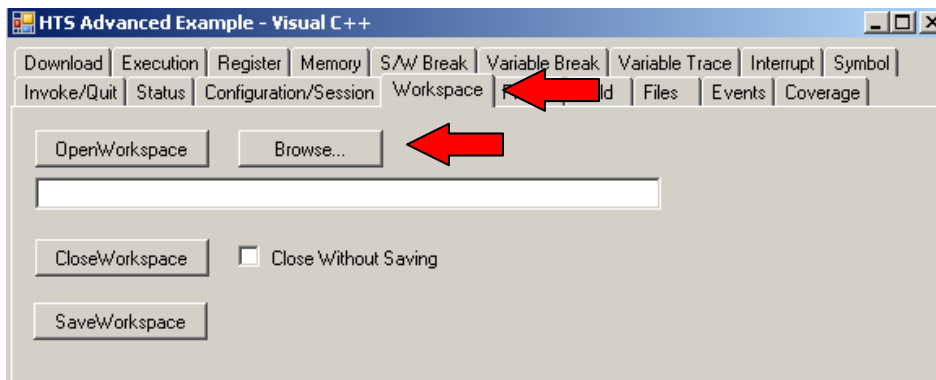 HTS Advanced Example - Visual C++
Download Execution Register Memory S/W Break Variable Break Variable Trace Interrupt Symbol
Invoke/Quit Status Configuration/Session Workspace Files Events Coverage
OpenWorkspace Browse...
CloseWorkspace Close Without Saving
SaveWorkspace